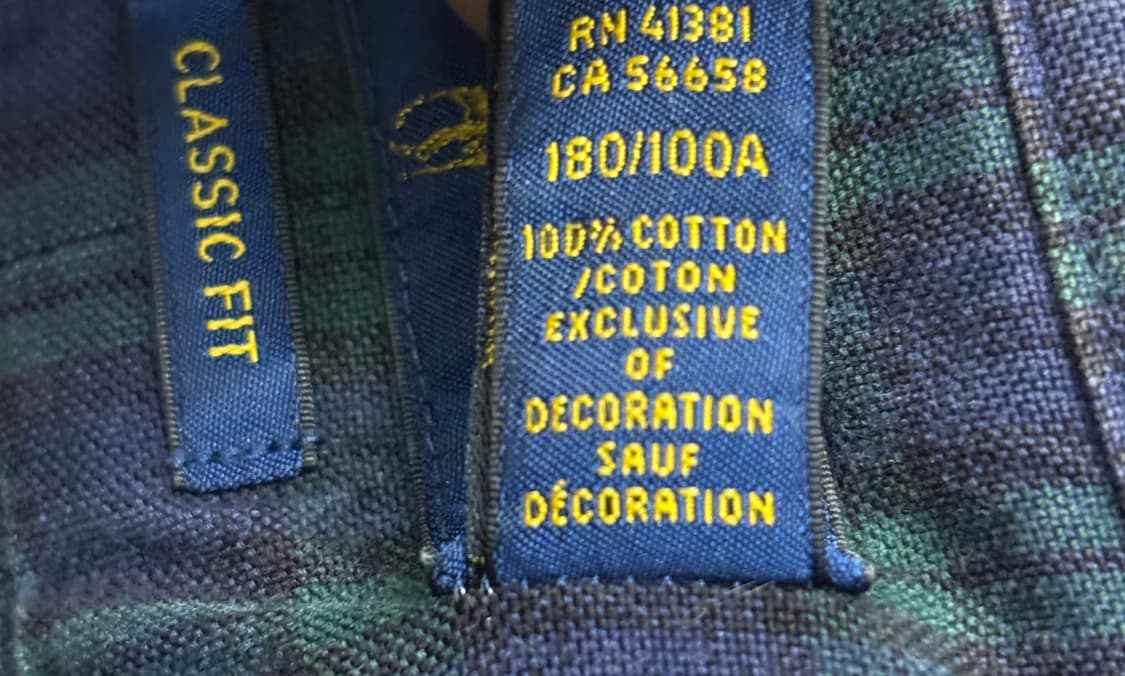 CLASSIC FIT
RN 41381
CA 56658
180/100A
100% COTTON
/COTON
EXCLUSIVE
OF
DECORATION
SAUF
DÉCORATION